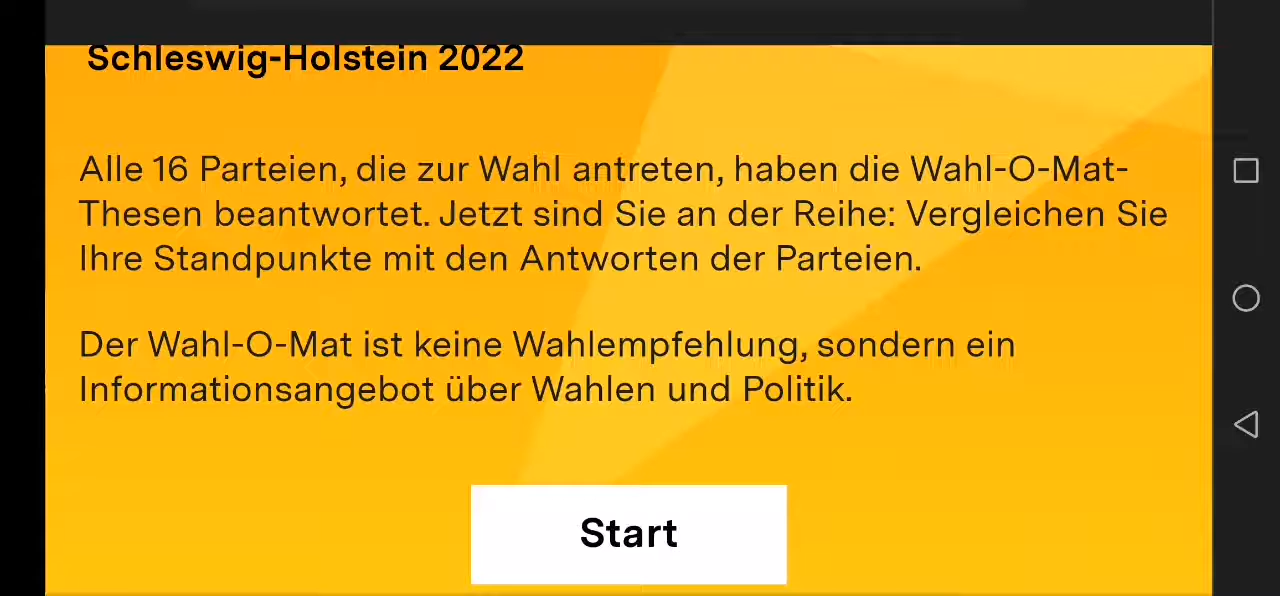 Schleswig-Holstein 2022
Alle 16 Parteien, die zur Wahl antreten, haben die Wahl-O-Mat-
Thesen beantwortet. Jetzt sind Sie an der Reihe: Vergleichen Sie
Ihre Standpunkte mit den Antworten der Parteien.
Der Wahl-O-Mat ist keine Wahlempfehlung, sondern ein
Informationsangebot über Wahlen und Politik.
Start